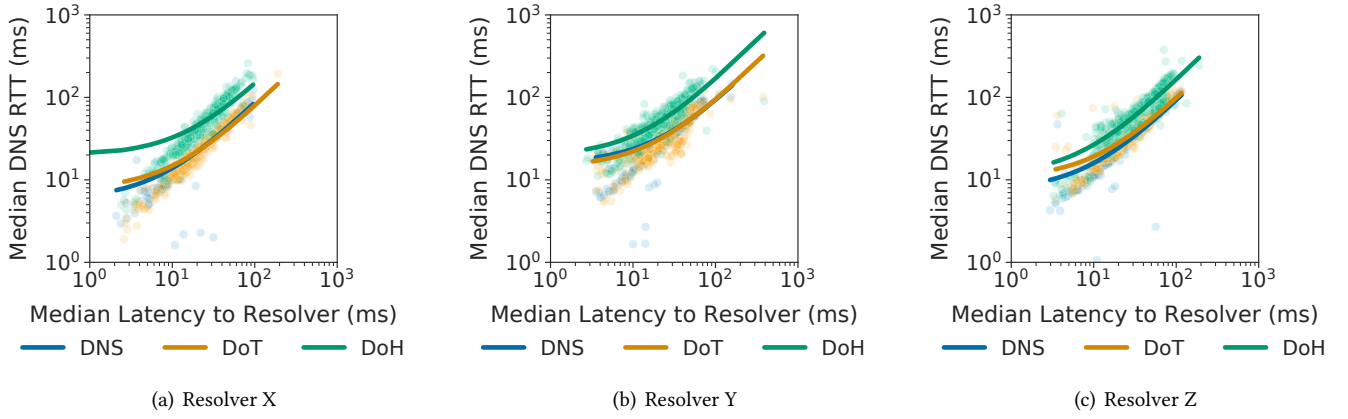 Median DNS RTT (ms)
10³
10²
10¹
10⁰
10⁰ 10¹ 10² 10³
Median Latency to Resolver (ms)
DNS DoT DoH
(a) Resolver X
Median DNS RTT (ms)
10³
10²
10¹
10⁰
10⁰ 10¹ 10² 10³
Median Latency to Resolver (ms)
DNS DoT DoH
(b) Resolver Y
Median DNS RTT (ms)
10³
10²
10¹
10⁰
10⁰ 10¹ 10² 10³
Median Latency to Resolver (ms)
DNS DoT DoH
(c) Resolver Z